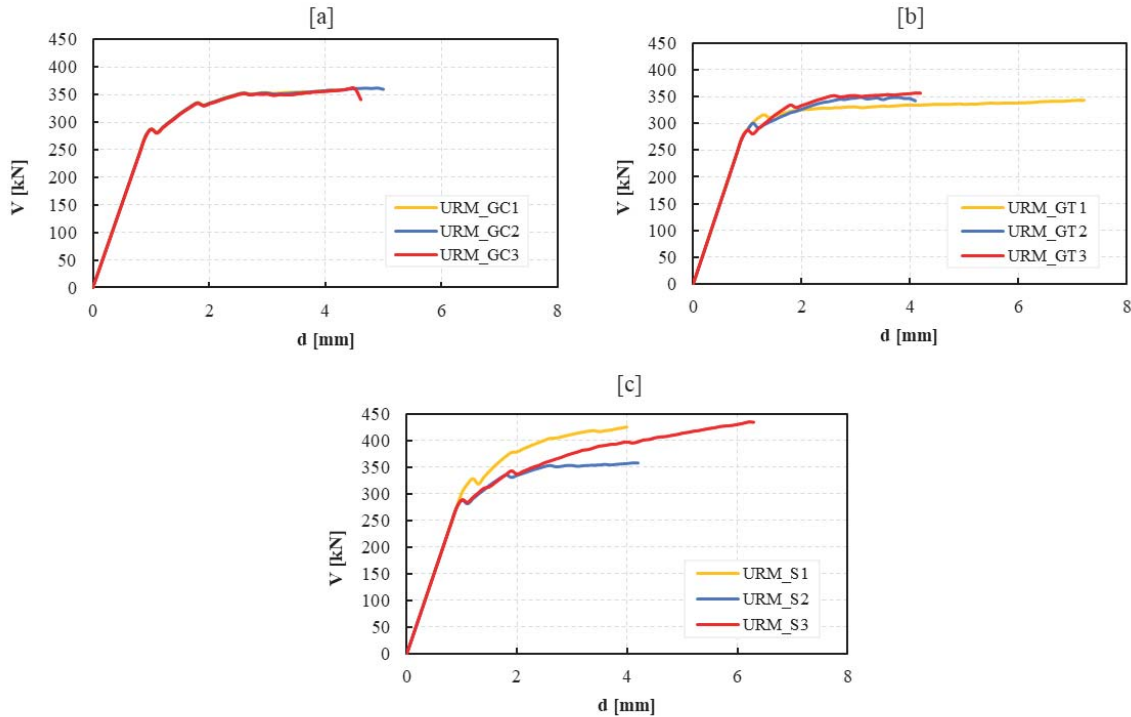 [a]
450
400
350
300
250
200
150
100
50
0
V [kN]
0 2 4 6 8
d [mm]
URM_GC1
URM_GC2
URM_GC3
[b]
450
400
350
300
250
200
150
100
50
0
V [kN]
0 2 4 6 8
d [mm]
URM_GT1
URM_GT2
URM_GT3
[c]
450
400
350
300
250
200
150
100
50
0
V [kN]
0 2 4 6 8
d [mm]
URM_S1
URM_S2
URM_S3